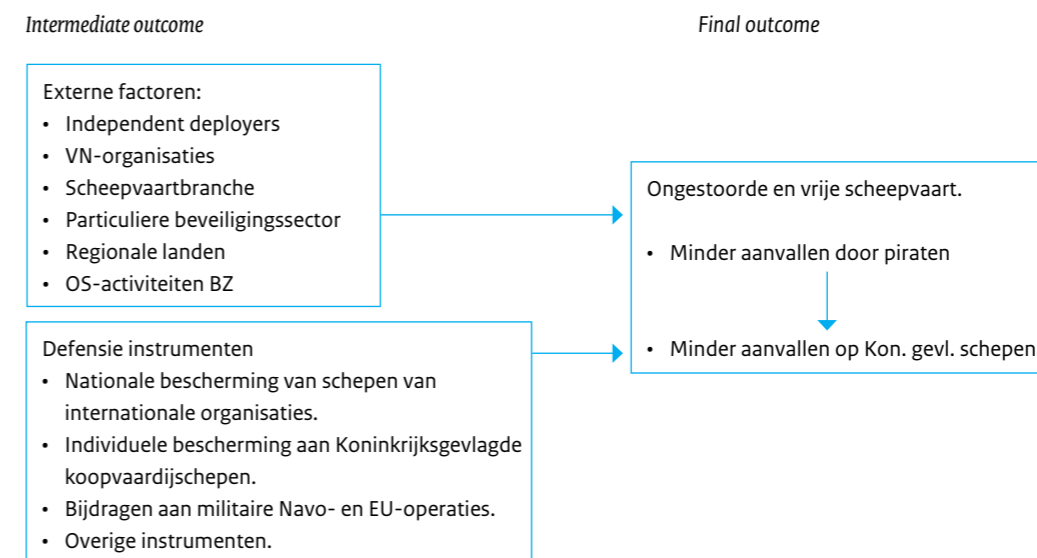 Intermediate outcome
Final outcome
Externe factoren:
• Independent deployers
• VN-organisaties
• Scheepvaartbranche
• Particuliere beveiligingssector
• Regionale landen
• OS-activiteiten BZ
Ongestoorde en vrije scheepvaart.
• Minder aanvallen door piraten
• Minder aanvallen op Kon. gevl. schepen
Defensie instrumenten
• Nationale bescherming van schepen van
internationale organisaties.
• Individuele bescherming aan Koninkrijksgevlagde
koopvaardijschepen.
• Bijdragen aan militaire Navo- en EU-operaties.
• Overige instrumenten.